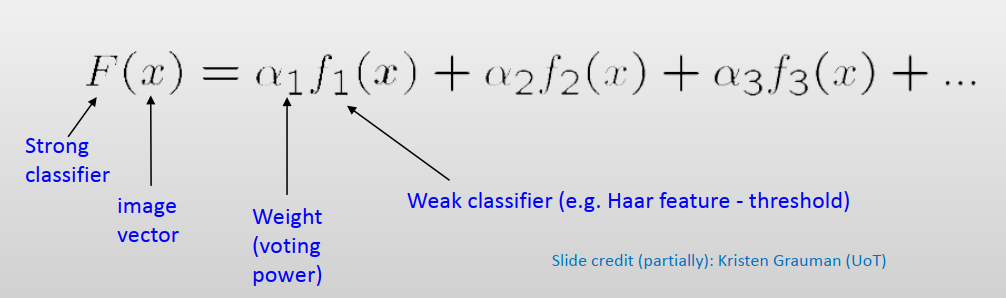 F(x) = α₁f₁(x) + α₂f₂(x) + α₃f₃(x) + ...
Strong
classifier
image
vector
Weight
(voting
power)
Weak classifier (e.g. Haar feature - threshold)
Slide credit (partially): Kristen Grauman (UoT)